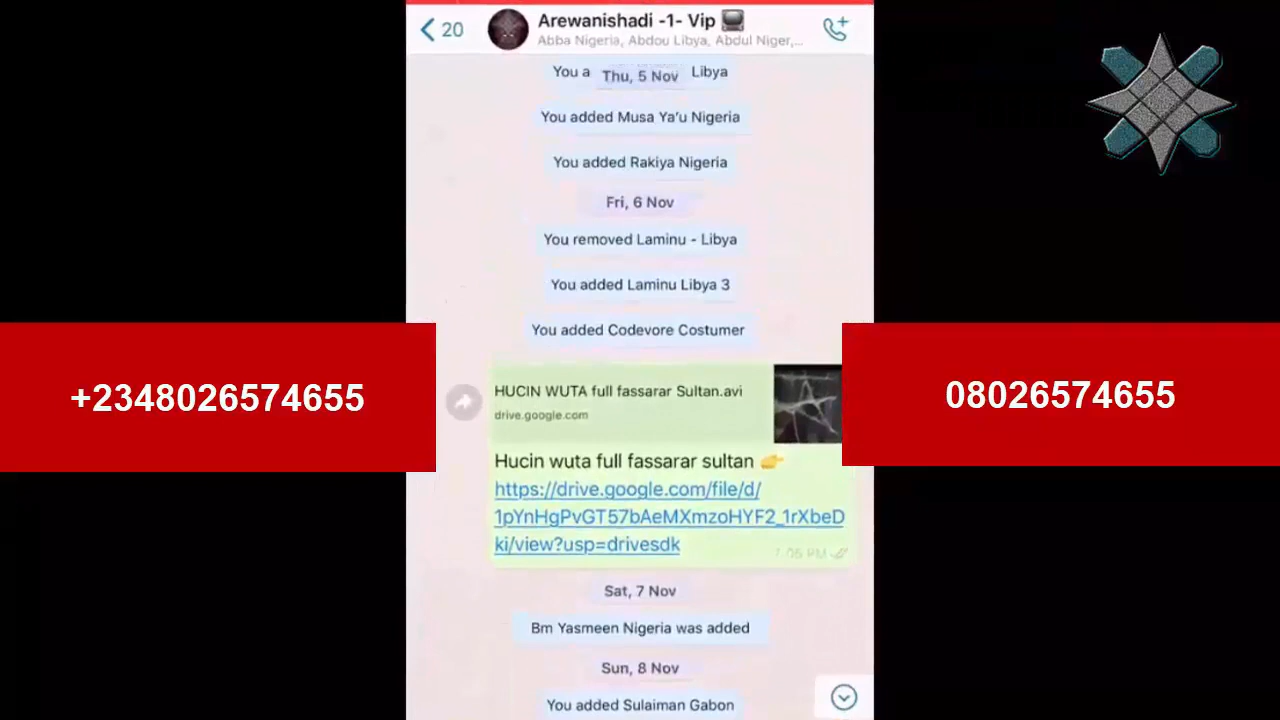 20
Arewanishadi -1- Vip
Abba Nigeria, Abdou Libya, Abdul Niger,...
You a
Libya
Thu, 5 Nov
You added Musa Ya'u Nigeria
You added Rakiya Nigeria
Fri, 6 Nov
You removed Laminu - Libya
You added Laminu Libya 3
You added Codevore Costumer
+2348026574655
08026574655
HUCIN WUTA full fassarar Sultan.avi
drive.google.com
Hucin wuta full fassarar sultan 👉
https://drive.google.com/file/d/
1pYnHgPvGT57bAeMXmzoHYF2_1rXbeD
ki/view?usp=drivesdk
1:05 PM
Sat, 7 Nov
Bm Yasmeen Nigeria was added
Sun, 8 Nov
You added Sulaiman Gabon